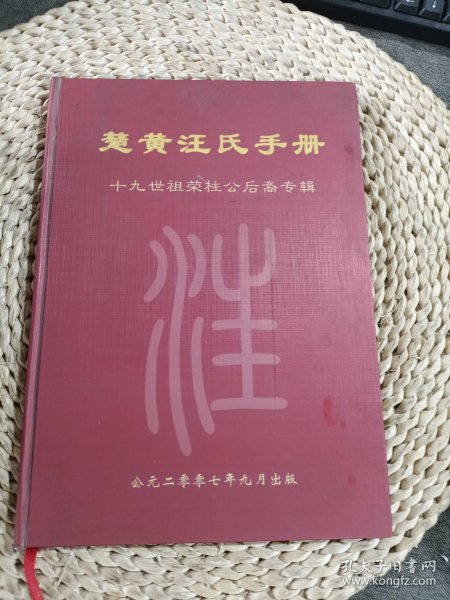 楚黄汪氏手册
十九世祖荣柱公后裔专辑
汪
公元二零零七年九月出版
孔夫子旧书网
www.kongfz.com